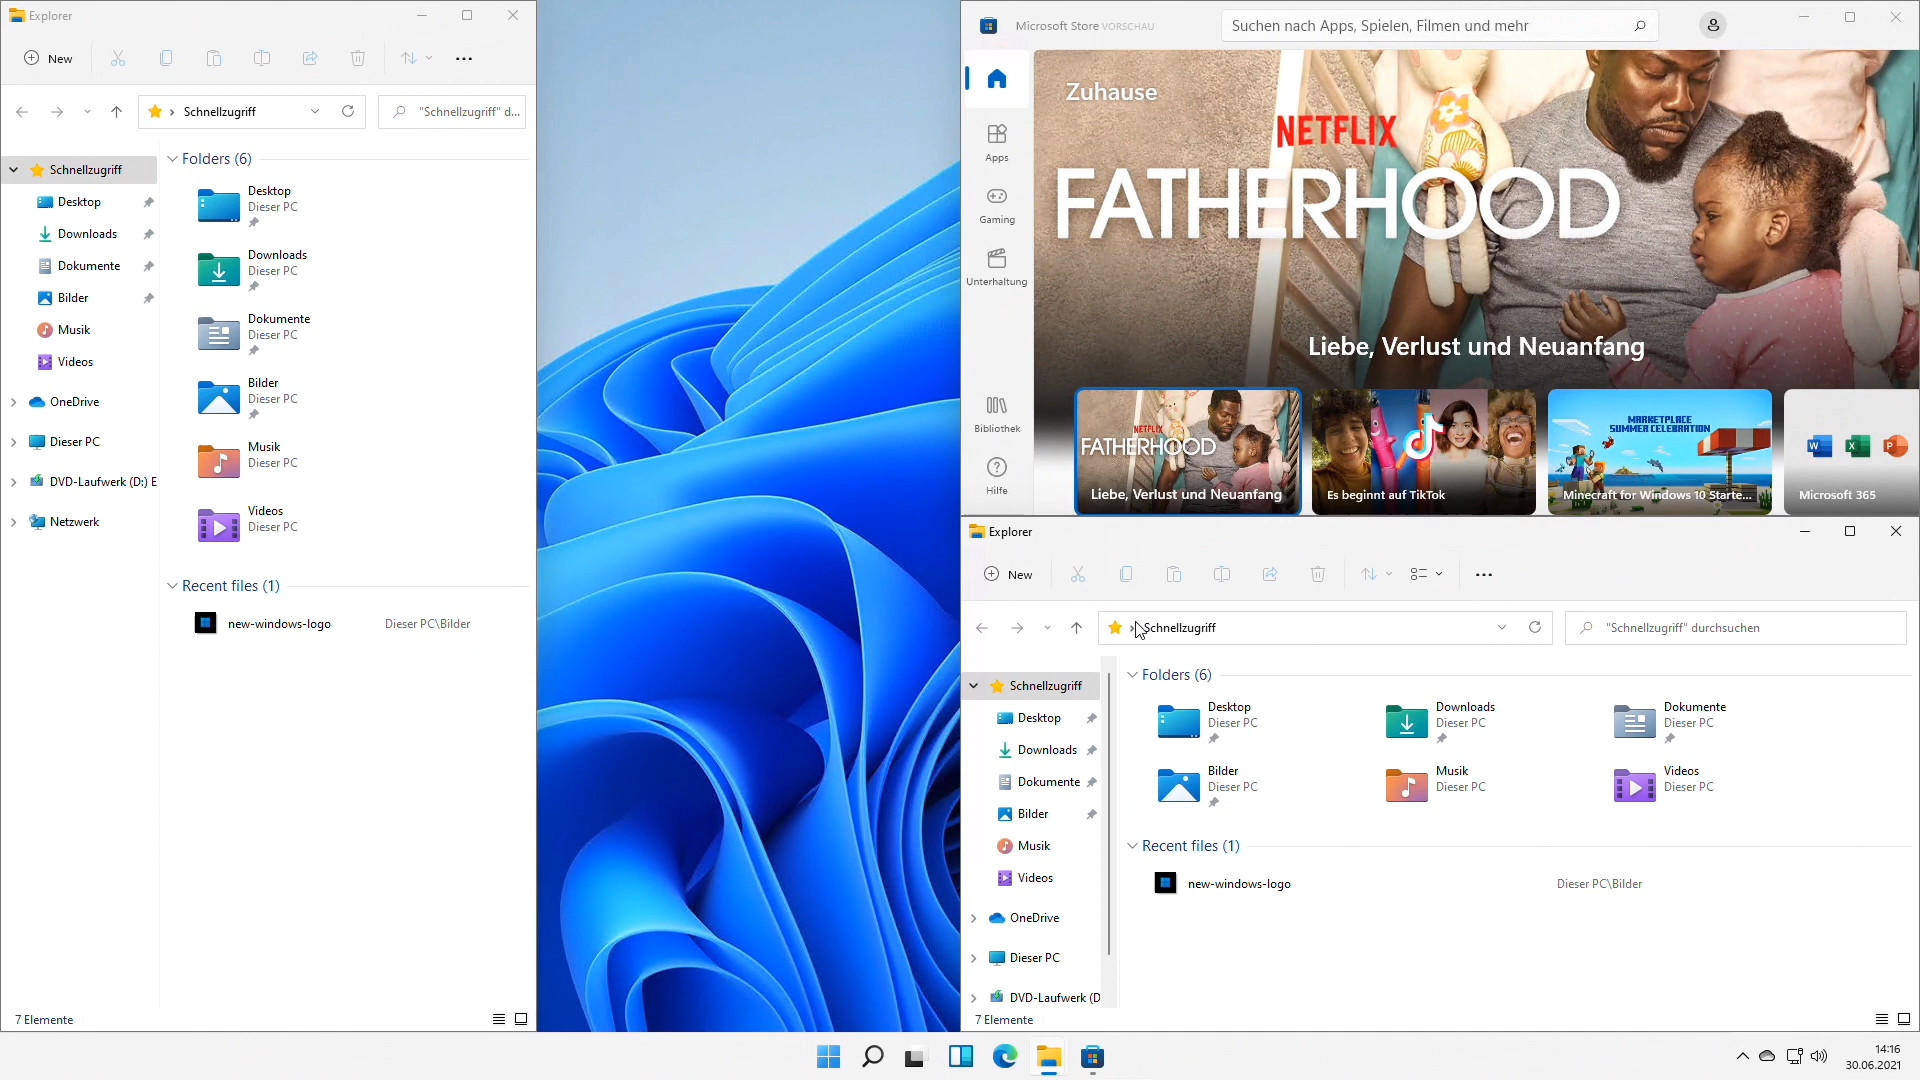 Explorer
New
Schnellzugriff
"Schnellzugriff" d...
Schnellzugriff
Desktop
Downloads
Dokumente
Bilder
Musik
Videos
OneDrive
Dieser PC
DVD-Laufwerk (D:) E
Netzwerk
Folders (6)
Desktop
Dieser PC
Downloads
Dieser PC
Dokumente
Dieser PC
Bilder
Dieser PC
Musik
Dieser PC
Videos
Dieser PC
Recent files (1)
new-windows-logo Dieser PC\Bilder
7 Elemente
Microsoft Store VORSCHAU
Suchen nach Apps, Spielen, Filmen und mehr
Apps
Gaming
Unterhaltung
Bibliothek
Hilfe
Zuhause
NETFLIX
FATHERHOOD
Liebe, Verlust und Neuanfang
NETFLIX
FATHERHOOD
Liebe, Verlust und Neuanfang
Es beginnt auf TikTok
MARKETPLACE
SUMMER CELEBRATION
Minecraft for Windows 10 Starte...
W X P
Microsoft 365
Explorer
New
Schnellzugriff
"Schnellzugriff" durchsuchen
Schnellzugriff
Desktop
Downloads
Dokumente
Bilder
Musik
Videos
OneDrive
Dieser PC
DVD-Laufwerk (D
Folders (6)
Desktop
Dieser PC
Downloads
Dieser PC
Dokumente
Dieser PC
Bilder
Dieser PC
Musik
Dieser PC
Videos
Dieser PC
Recent files (1)
new-windows-logo Dieser PC\Bilder
7 Elemente
14:16
30.06.2021